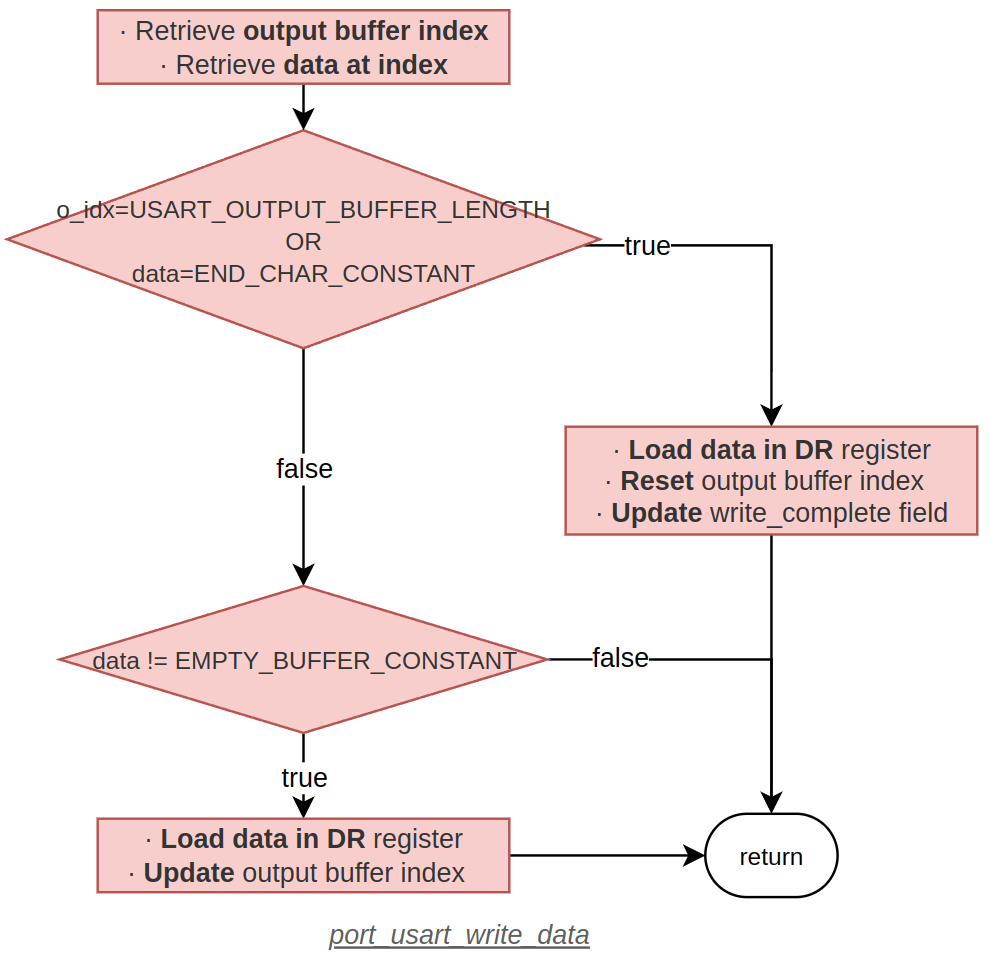 · Retrieve output buffer index
· Retrieve data at index
o_idx=USART_OUTPUT_BUFFER_LENGTH
OR
data=END_CHAR_CONSTANT
true
false
· Load data in DR register
· Reset output buffer index
· Update write_complete field
data != EMPTY_BUFFER_CONSTANT
false
true
· Load data in DR register
· Update output buffer index
return
port_usart_write_data